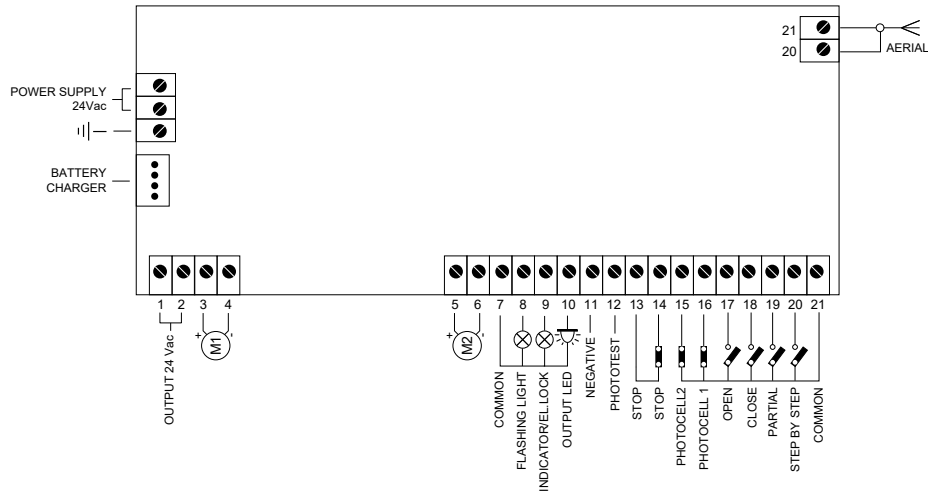 21
20
AERIAL
POWER SUPPLY
24Vac
BATTERY
CHARGER
1 2 3 4
5 6 7 8 9 10 11 12 13 14 15 16 17 18 19 20 21
+ M1 -
+ M2 -
OUTPUT 24 Vac
COMMON
FLASHING LIGHT
INDICATOR/EL.LOCK
OUTPUT LED
NEGATIVE
PHOTOTEST
STOP
STOP
PHOTOCELL2
PHOTOCELL 1
OPEN
CLOSE
PARTIAL
STEP BY STEP
COMMON